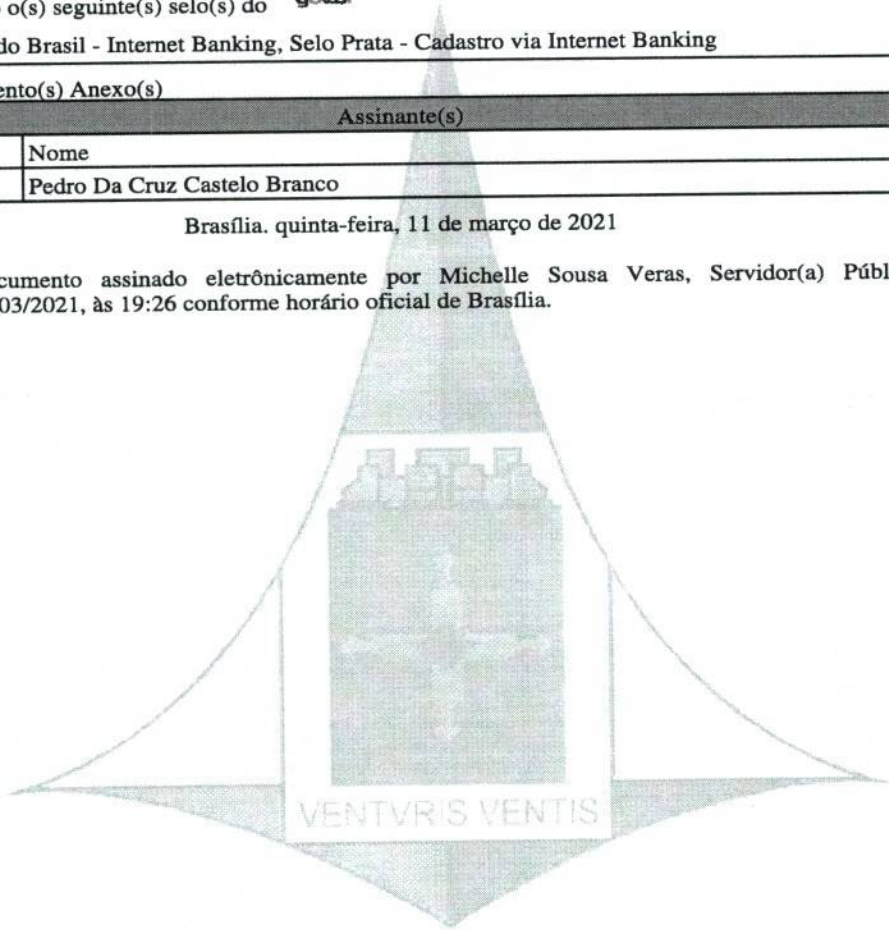 o(s) seguinte(s) selo(s) do
do Brasil - Internet Banking, Selo Prata - Cadastro via Internet Banking
ento(s) Anexo(s)
Assinante(s)
Nome
Pedro Da Cruz Castelo Branco
Brasília. quinta-feira, 11 de março de 2021
cumento assinado eletrônicamente por Michelle Sousa Veras, Servidor(a) Públ
03/2021, às 19:26 conforme horário oficial de Brasília.
VENTVRIS VENTIS